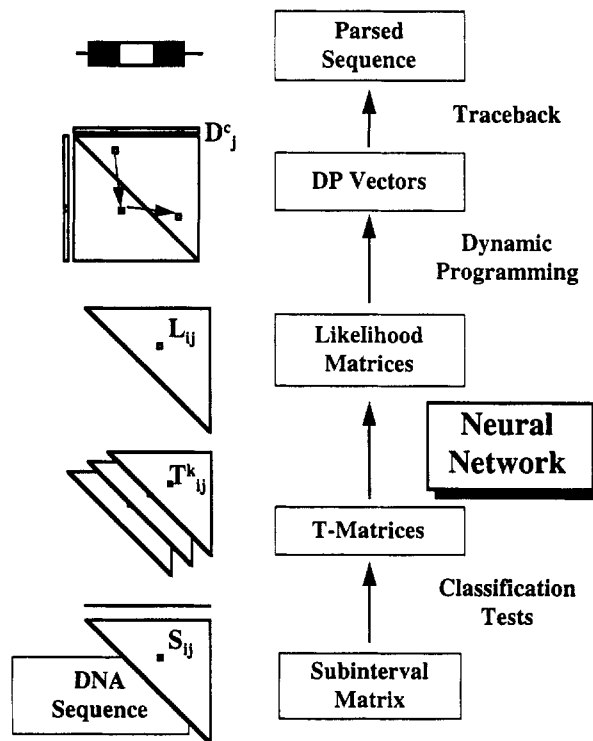 Parsed
Sequence
Traceback
D^c_j
DP Vectors
Dynamic
Programming
L_ij
Likelihood
Matrices
Neural
Network
T^k_ij
T-Matrices
Classification
Tests
S_ij
DNA
Sequence
Subinterval
Matrix